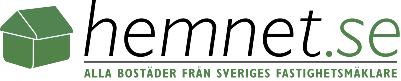 hemnet.se
ALLA BOSTÄDER FRÅN SVERIGES FASTIGHETSMÄKLARE